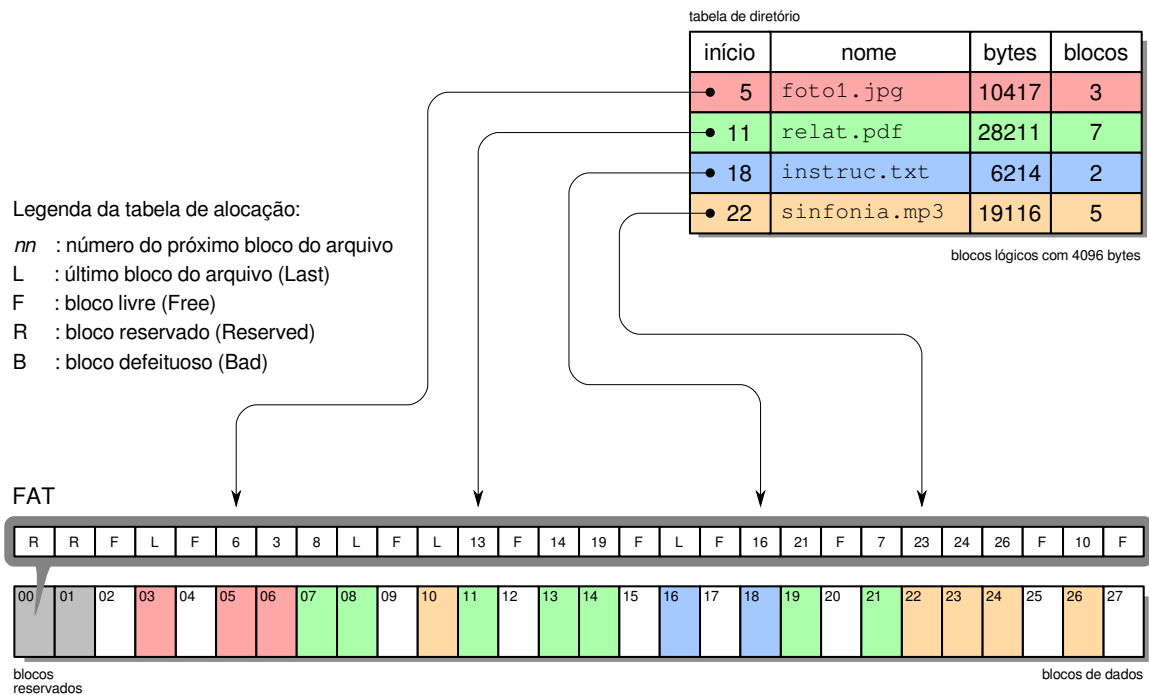 tabela de diretório
início nome bytes blocos
5 foto1.jpg 10417 3
11 relat.pdf 28211 7
18 instruc.txt 6214 2
22 sinfonia.mp3 19116 5
blocos lógicos com 4096 bytes
Legenda da tabela de alocação:
nn : número do próximo bloco do arquivo
L : último bloco do arquivo (Last)
F : bloco livre (Free)
R : bloco reservado (Reserved)
B : bloco defeituoso (Bad)
FAT
R R F L F 6 3 8 L F L 13 F 14 19 F L F 16 21 F 7 23 24 26 F 10 F
00 01 02 03 04 05 06 07 08 09 10 11 12 13 14 15 16 17 18 19 20 21 22 23 24 25 26 27
blocos
reservados
blocos de dados